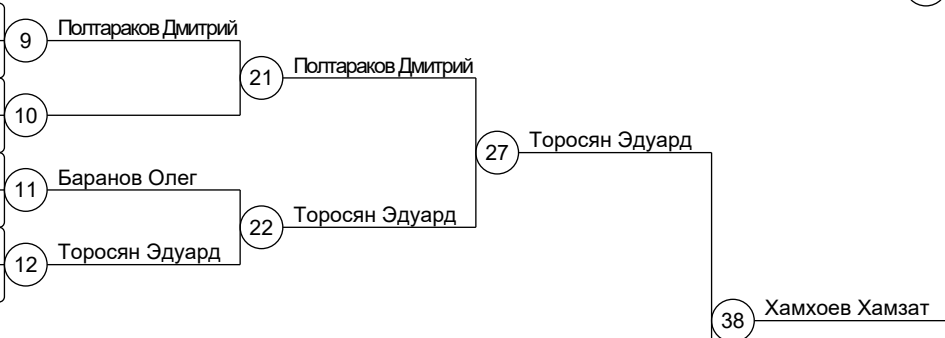 9 Полтараков Дмитрий
21 Полтараков Дмитрий
10
27 Торосян Эдуард
11 Баранов Олег
22 Торосян Эдуард
12 Торосян Эдуард
38 Хамхоев Хамзат